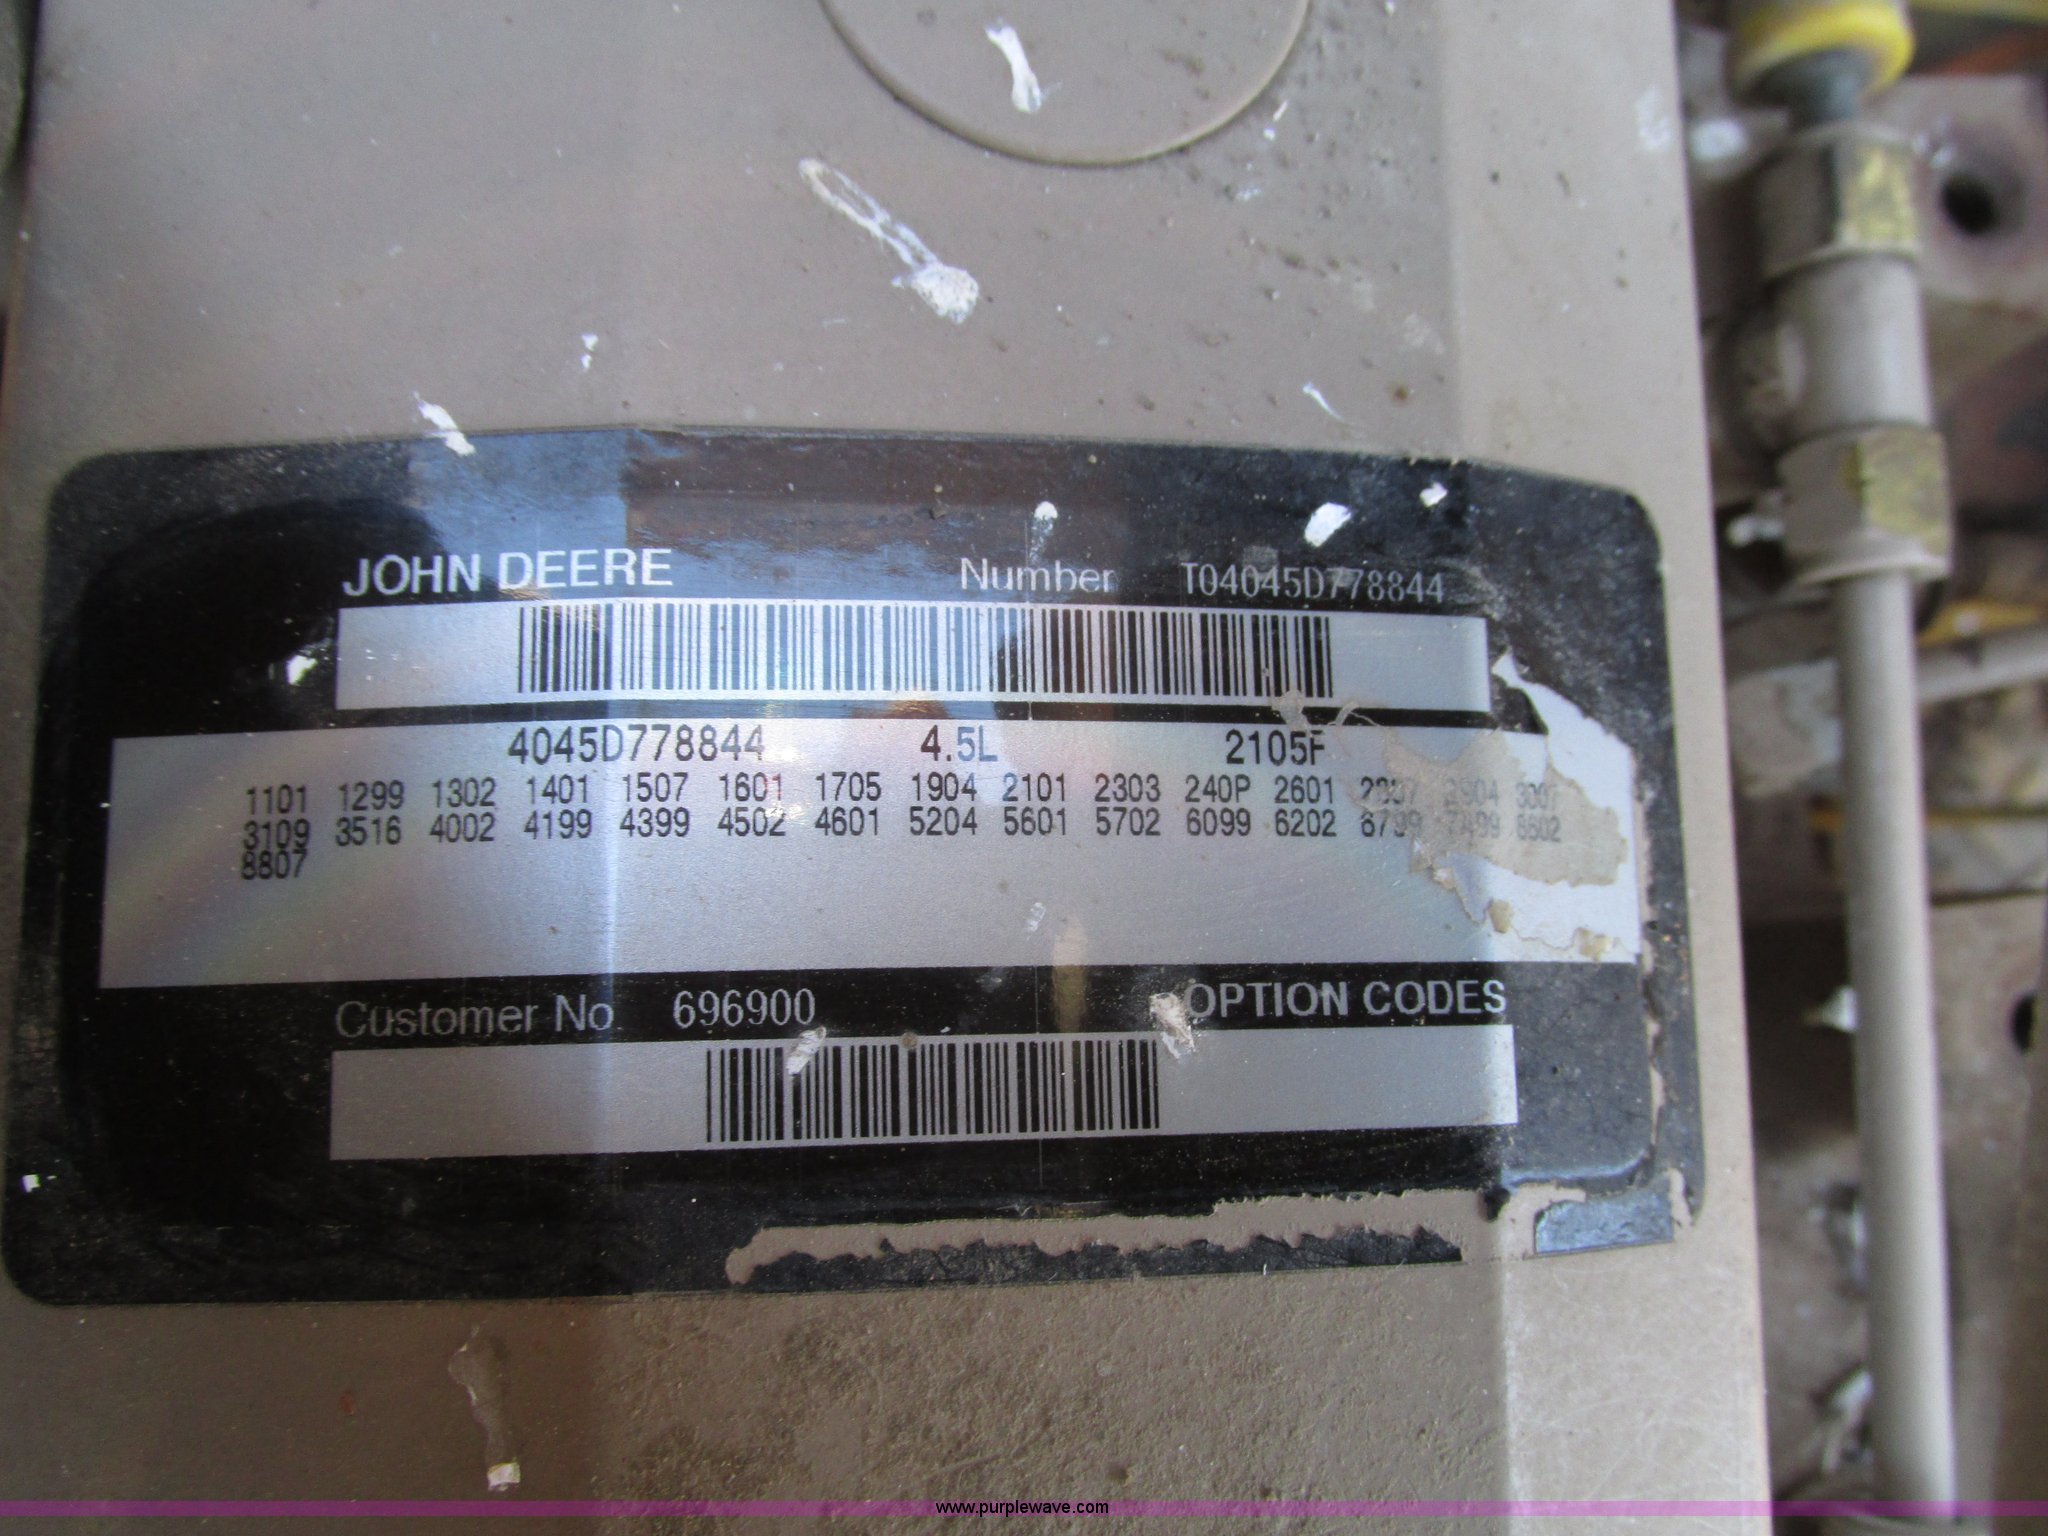 JOHN DEERE Number T04045D778844
4045D778844 4.5L 2105F
1101 1299 1302 1401 1507 1601 1705 1904 2101 2303 240P 2601
3109 3516 4002 4199 4399 4502 4601 5204 5601 5702 6099 6202 6799 7499
8807
Customer No 696900 OPTION CODES
www.purplewave.com